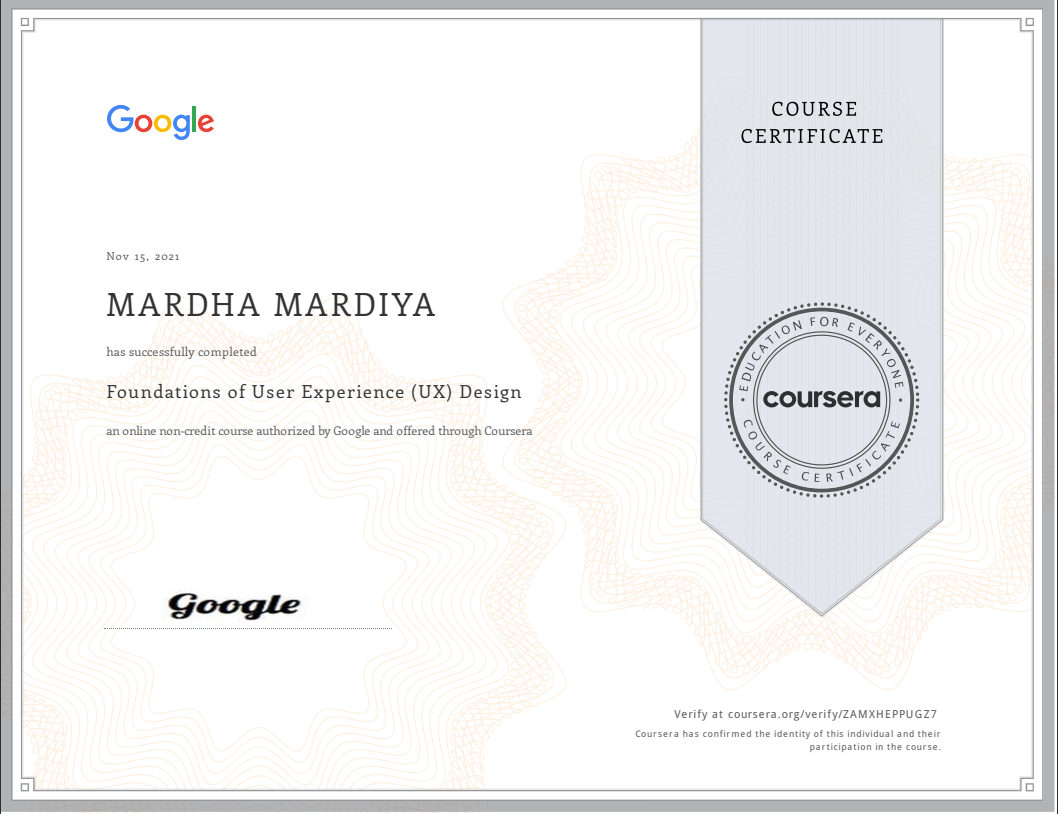 Google
COURSE
CERTIFICATE
Nov 15, 2021
MARDHA MARDIYA
has successfully completed
Foundations of User Experience (UX) Design
an online non-credit course authorized by Google and offered through Coursera
EDUCATION FOR EVERYONE
coursera
COURSE CERTIFICATE
Google
Verify at coursera.org/verify/ZAMXHEPPUGZ7
Coursera has confirmed the identity of this individual and their
participation in the course.